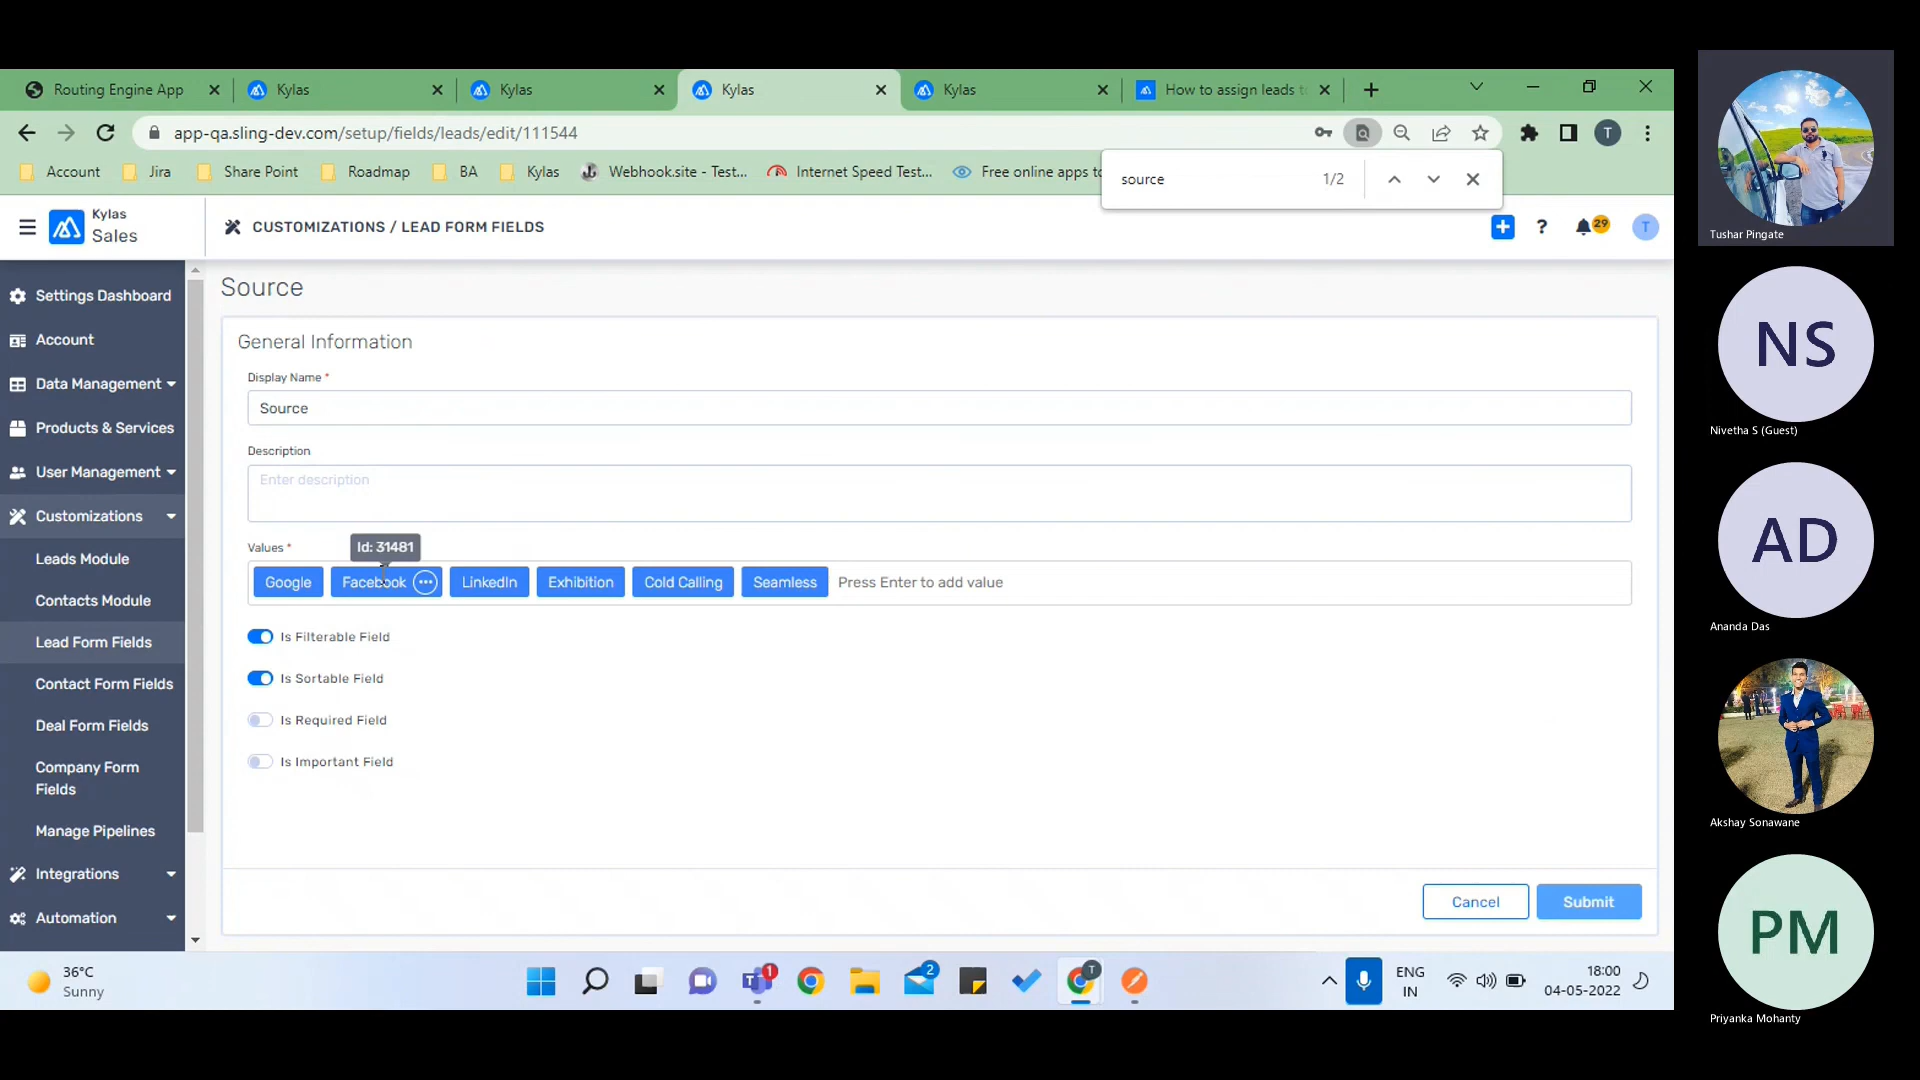 Routing Engine App
Kylas
Kylas
Kylas
Kylas
How to assign leads t
app-qa.sling-dev.com/setup/fields/leads/edit/111544
T
Account
Jira
Share Point
Roadmap
BA
Kylas
Webhook.site - Test...
Internet Speed Test...
Free online apps to
source
1/2
Kylas
Sales
CUSTOMIZATIONS / LEAD FORM FIELDS
?
29
T
Settings Dashboard
Account
Data Management
Products & Services
User Management
Customizations
Leads Module
Contacts Module
Lead Form Fields
Contact Form Fields
Deal Form Fields
Company Form
Fields
Manage Pipelines
Integrations
Automation
Source
General Information
Display Name *
Source
Description
Enter description
Values *
Id: 31481
Google
Facebook
LinkedIn
Exhibition
Cold Calling
Seamless
Press Enter to add value
Is Filterable Field
Is Sortable Field
Is Required Field
Is Important Field
Cancel
Submit
36°C
Sunny
1
2
T
ENG
IN
18:00
04-05-2022
Tushar Pingate
NS
Nivetha S (Guest)
AD
Ananda Das
Akshay Sonawane
PM
Priyanka Mohanty